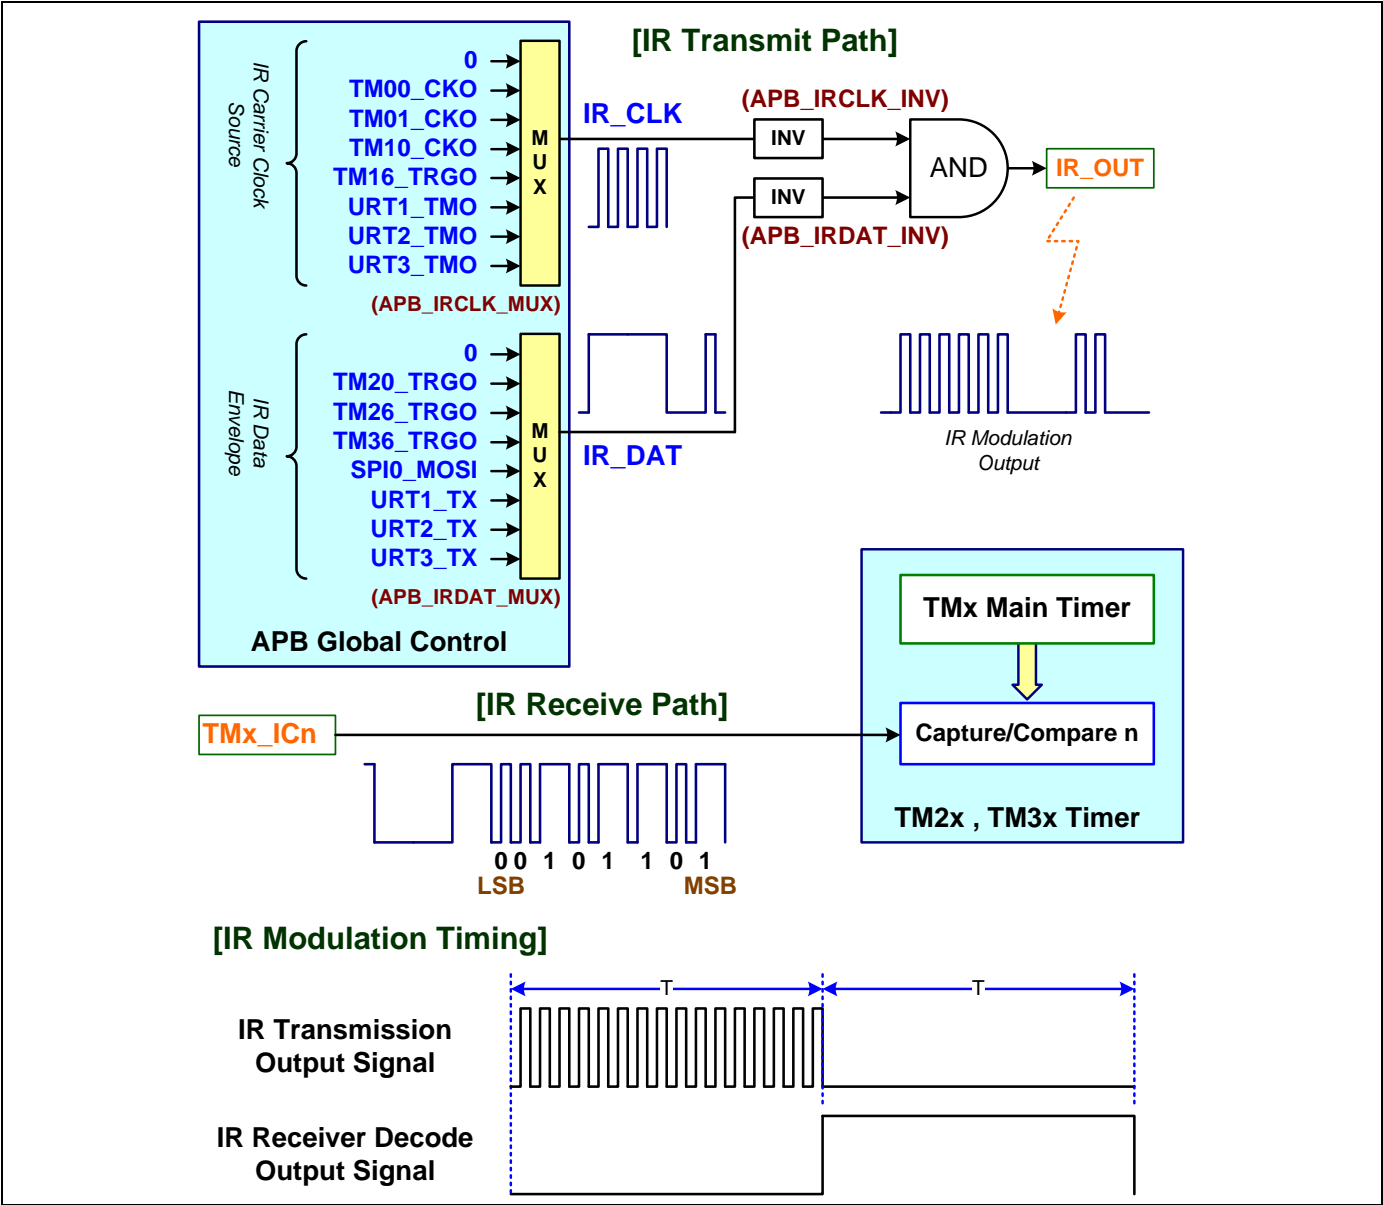 [IR Transmit Path]
IR Carrier Clock
Source
0
TM00_CKO
TM01_CKO
TM10_CKO
TM16_TRGO
URT1_TMO
URT2_TMO
URT3_TMO
M
U
X
(APB_IRCLK_MUX)
IR_CLK
(APB_IRCLK_INV)
INV
INV
(APB_IRDAT_INV)
AND
IR_OUT
IR Data
Envelope
0
TM20_TRGO
TM26_TRGO
TM36_TRGO
SPI0_MOSI
URT1_TX
URT2_TX
URT3_TX
M
U
X
(APB_IRDAT_MUX)
IR_DAT
IR Modulation
Output
APB Global Control
TMx Main Timer
Capture/Compare n
TM2x , TM3x Timer
[IR Receive Path]
TMx_ICn
0 0 1 0 1 1 0 1
LSB MSB
[IR Modulation Timing]
T T
IR Transmission
Output Signal
IR Receiver Decode
Output Signal